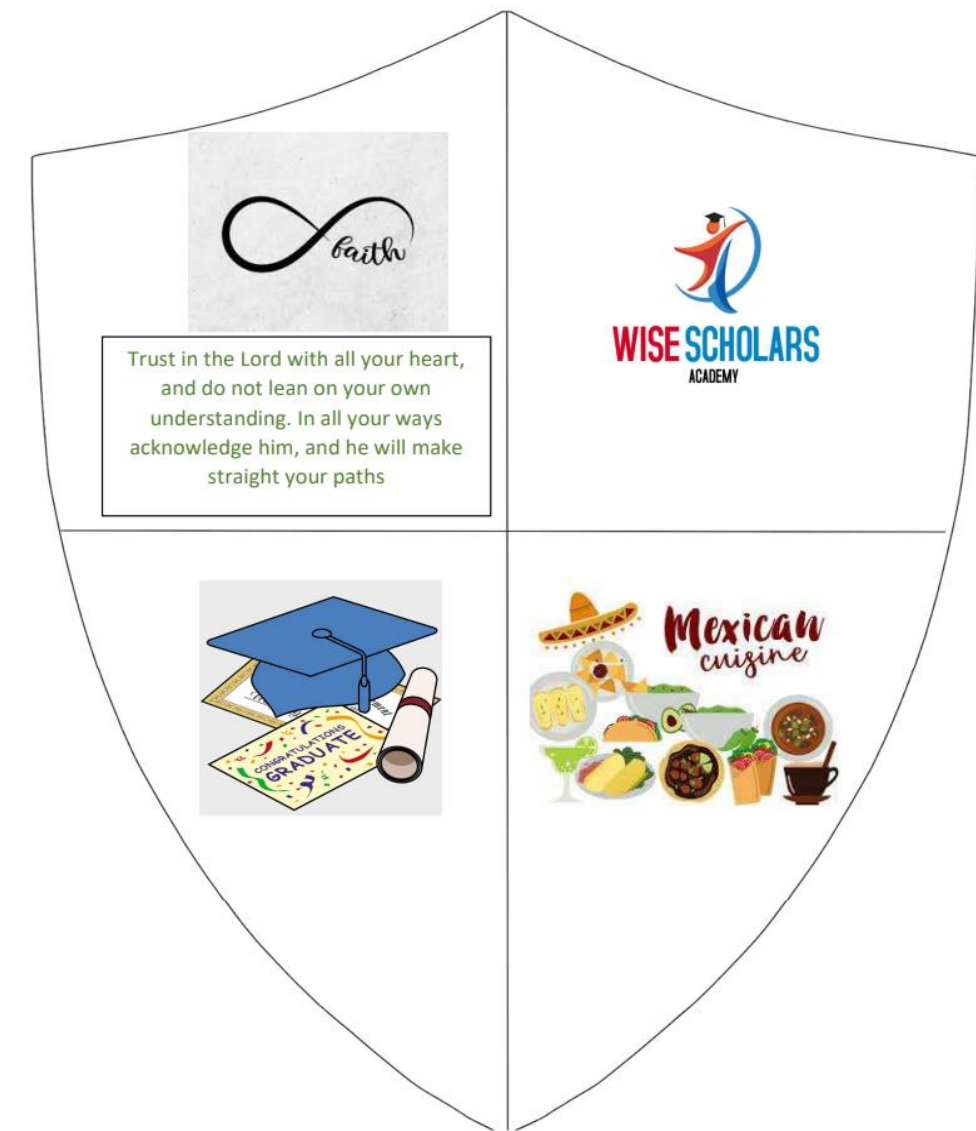 faith
Trust in the Lord with all your heart,
and do not lean on your own
understanding. In all your ways
acknowledge him, and he will make
straight your paths
WISE SCHOLARS
ACADEMY
CONGRATULATIONS
GRADUATE
Mexican
cuisine